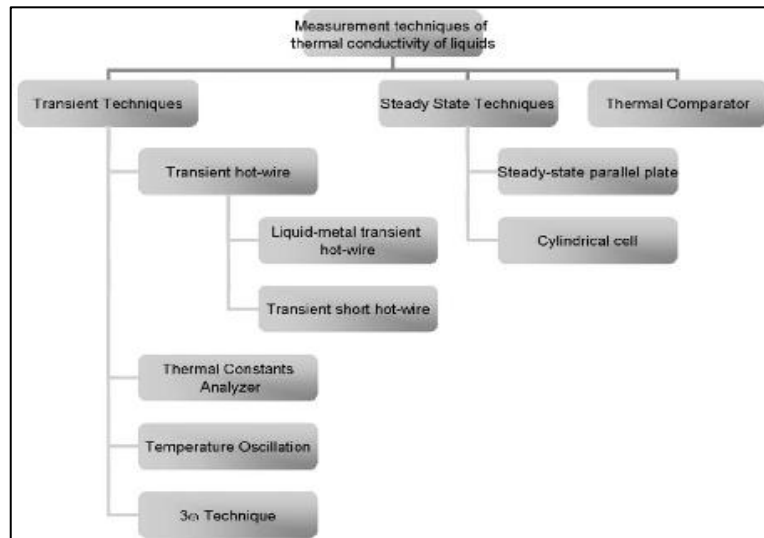 Measurement techniques of
thermal conductivity of liquids
Transient Techniques
Steady State Techniques
Thermal Comparator
Transient hot-wire
Steady-state parallel plate
Liquid-metal transient
hot-wire
Cylindrical cell
Transient short hot-wire
Thermal Constants
Analyzer
Temperature Oscillation
3ω Technique